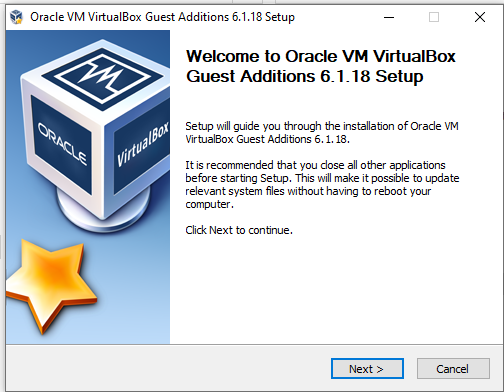 Oracle VM VirtualBox Guest Additions 6.1.18 Setup
Welcome to Oracle VM VirtualBox
Guest Additions 6.1.18 Setup
VM
ORACLE
VirtualBox
Setup will guide you through the installation of Oracle VM
VirtualBox Guest Additions 6.1.18.
It is recommended that you close all other applications
before starting Setup. This will make it possible to update
relevant system files without having to reboot your
computer.
Click Next to continue.
Next >
Cancel